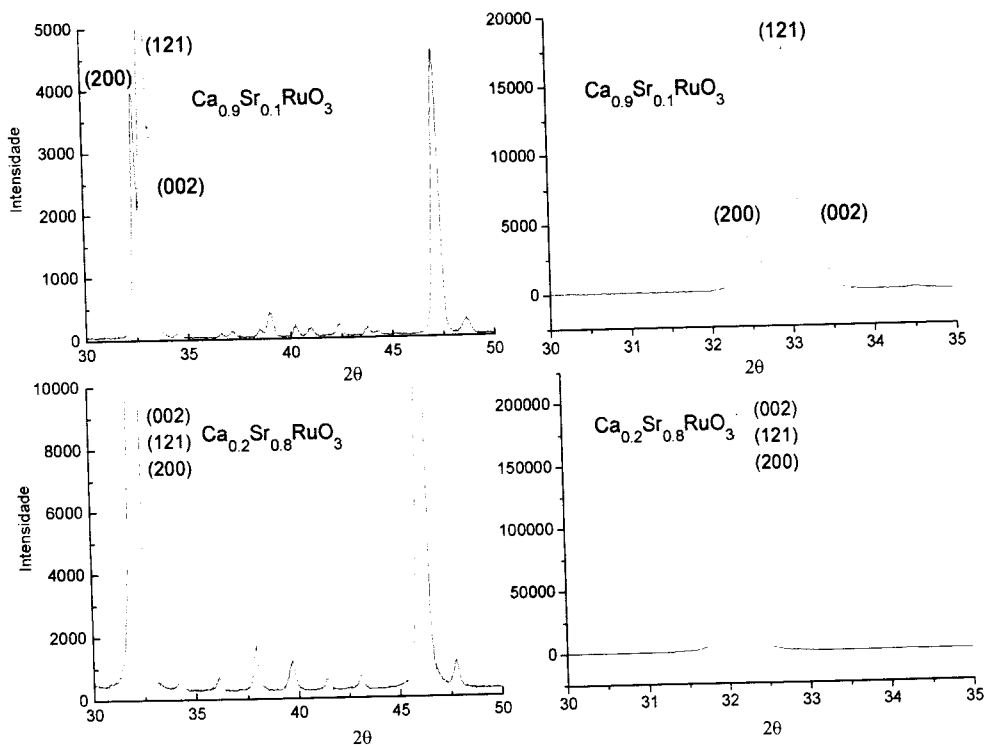 5000
4000
3000
2000
1000
0
Intensidade
(121)
(200)
Ca0.9Sr0.1RuO3
(002)
30 35 40 45 50
2θ
20000
15000
10000
5000
0
(121)
Ca0.9Sr0.1RuO3
(200) (002)
30 31 32 33 34 35
2θ
10000
8000
6000
4000
2000
0
Intensidade
(002)
(121) Ca0.2Sr0.8RuO3
(200)
30 35 40 45 50
2θ
200000
150000
100000
50000
0
(002)
Ca0.2Sr0.8RuO3 (121)
(200)
30 31 32 33 34 35
2θ